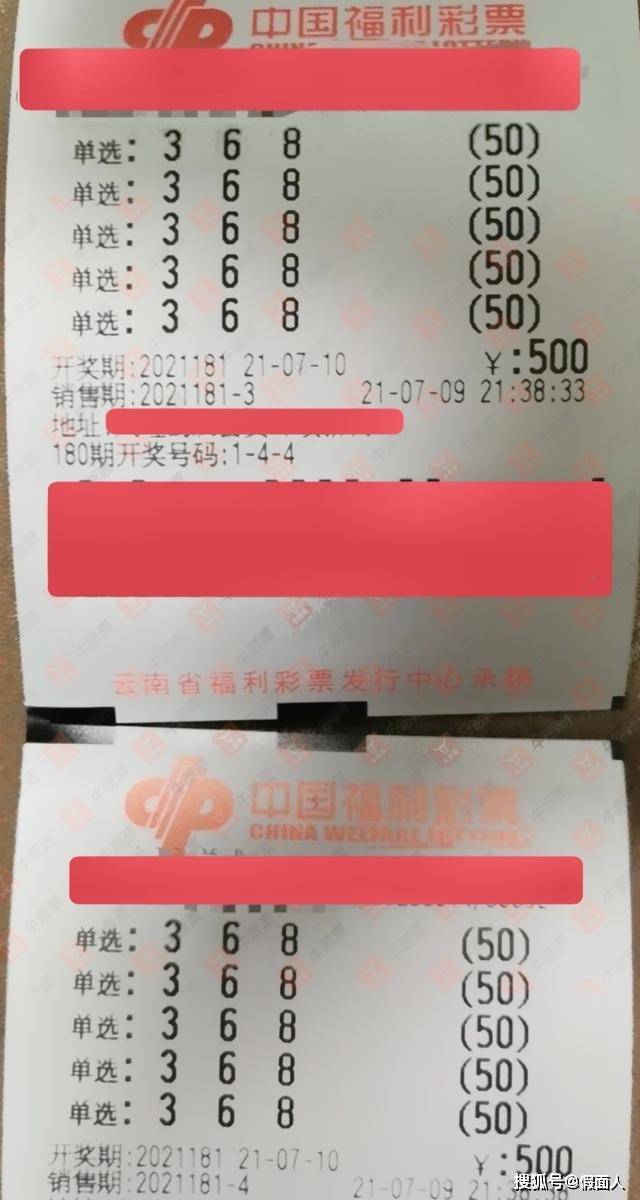 中国福利彩票
单选: 3 6 8 (50)
单选: 3 6 8 (50)
单选: 3 6 8 (50)
单选: 3 6 8 (50)
单选: 3 6 8 (50)
开奖期:2021181 21-07-10 ¥:500
销售期:2021181-3 21-07-09 21:38:33
地址
180期开奖号码:1-4-4
云南省福利彩票发行中心承销
中国福利彩票
CHINA WELFARE LOTTERY
单选: 3 6 8 (50)
单选: 3 6 8 (50)
单选: 3 6 8 (50)
单选: 3 6 8 (50)
单选: 3 6 8 (50)
开奖期:2021181 21-07-10 ¥:500
销售期:2021181-4 21-07-09
搜狐号@假面人